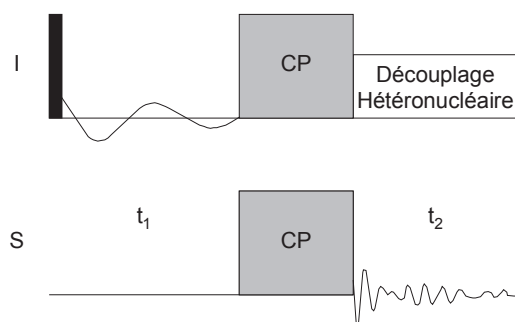 I
CP
Découplage
Hétéronucléaire
t₁
t₂
S
CP